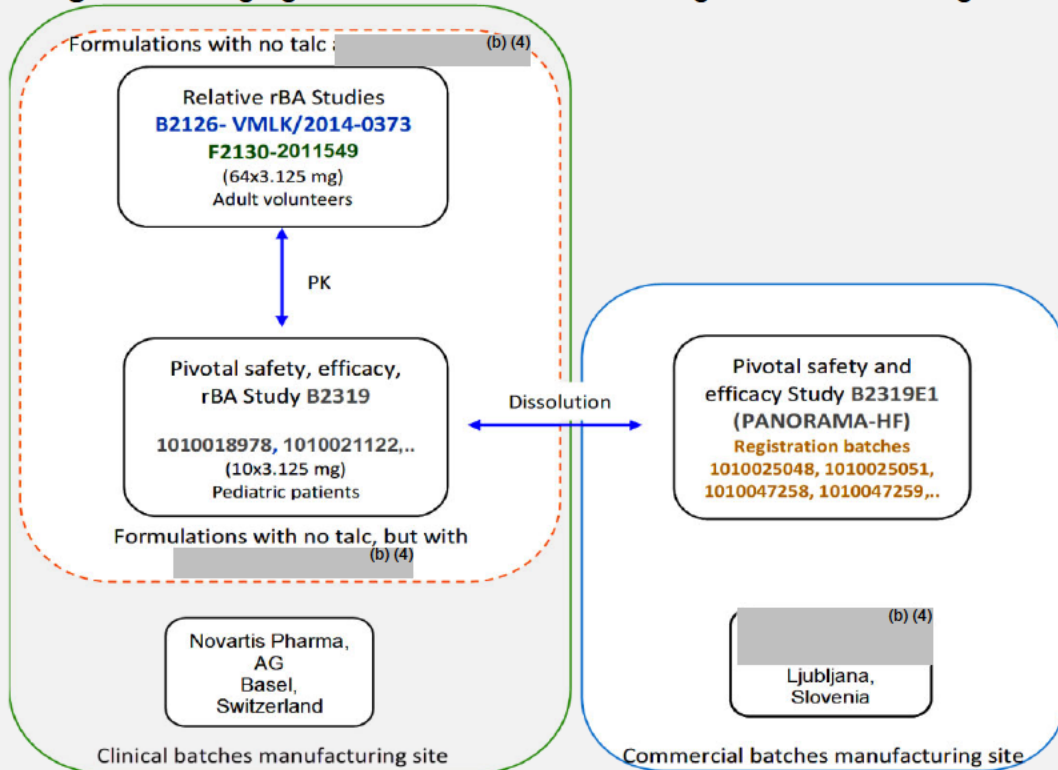 Formulations with no talc
(b) (4)
Relative rBA Studies
B2126- VMLK/2014-0373
F2130-2011549
(64x3.125 mg)
Adult volunteers
PK
Pivotal safety, efficacy,
rBA Study B2319
1010018978, 1010021122,..
(10x3.125 mg)
Pediatric patients
Formulations with no talc, but with
(b) (4)
Novartis Pharma,
AG
Basel,
Switzerland
Clinical batches manufacturing site
Dissolution
Pivotal safety and
efficacy Study B2319E1
(PANORAMA-HF)
Registration batches
1010025048, 1010025051,
1010047258, 1010047259,..
(b) (4)
Ljubljana,
Slovenia
Commercial batches manufacturing site